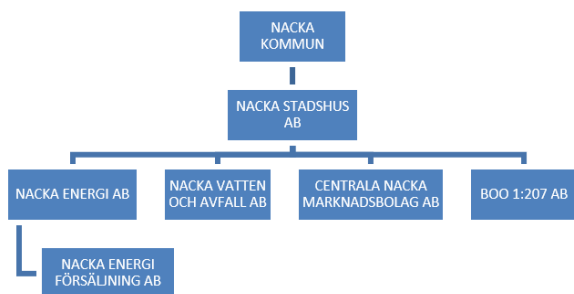 NACKA
KOMMUN
NACKA STADSHUS
AB
NACKA ENERGI AB
NACKA VATTEN
OCH AVFALL AB
CENTRALA NACKA
MARKNADSBOLAG AB
BOO 1:207 AB
NACKA ENERGI
FÖRSÄLJNING AB